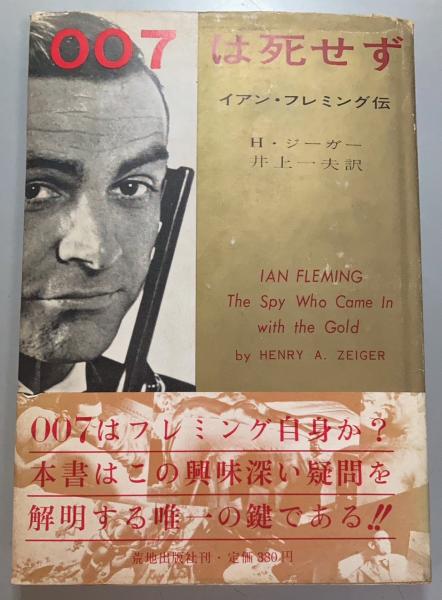 007は死せず
イアン・フレミング伝
H・ジーガー
井上一夫訳
IAN FLEMING
The Spy Who Came In
with the Gold
by HENRY A. ZEIGER
007はフレミング自身か?
本書はこの興味深い疑問を
解明する唯一の鍵である!!
荒地出版社刊・定価380円